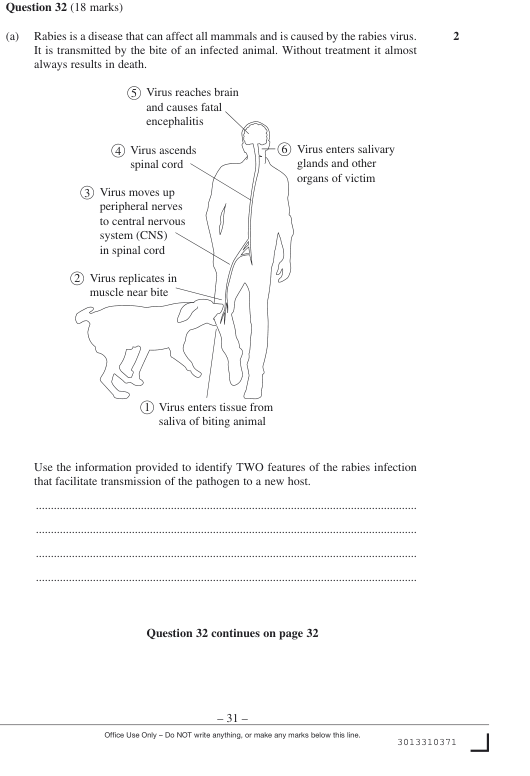 Question 32 (18 marks)
(a) Rabies is a disease that can affect all mammals and is caused by the rabies virus. 2
It is transmitted by the bite of an infected animal. Without treatment it almost
always results in death.
5 Virus reaches brain
and causes fatal
encephalitis
4 Virus ascends
spinal cord
6 Virus enters salivary
glands and other
organs of victim
3 Virus moves up
peripheral nerves
to central nervous
system (CNS)
in spinal cord
2 Virus replicates in
muscle near bite
1 Virus enters tissue from
saliva of biting animal
Use the information provided to identify TWO features of the rabies infection
that facilitate transmission of the pathogen to a new host.
Question 32 continues on page 32
– 31 –
Office Use Only – Do NOT write anything, or make any marks below this line.
3013310371